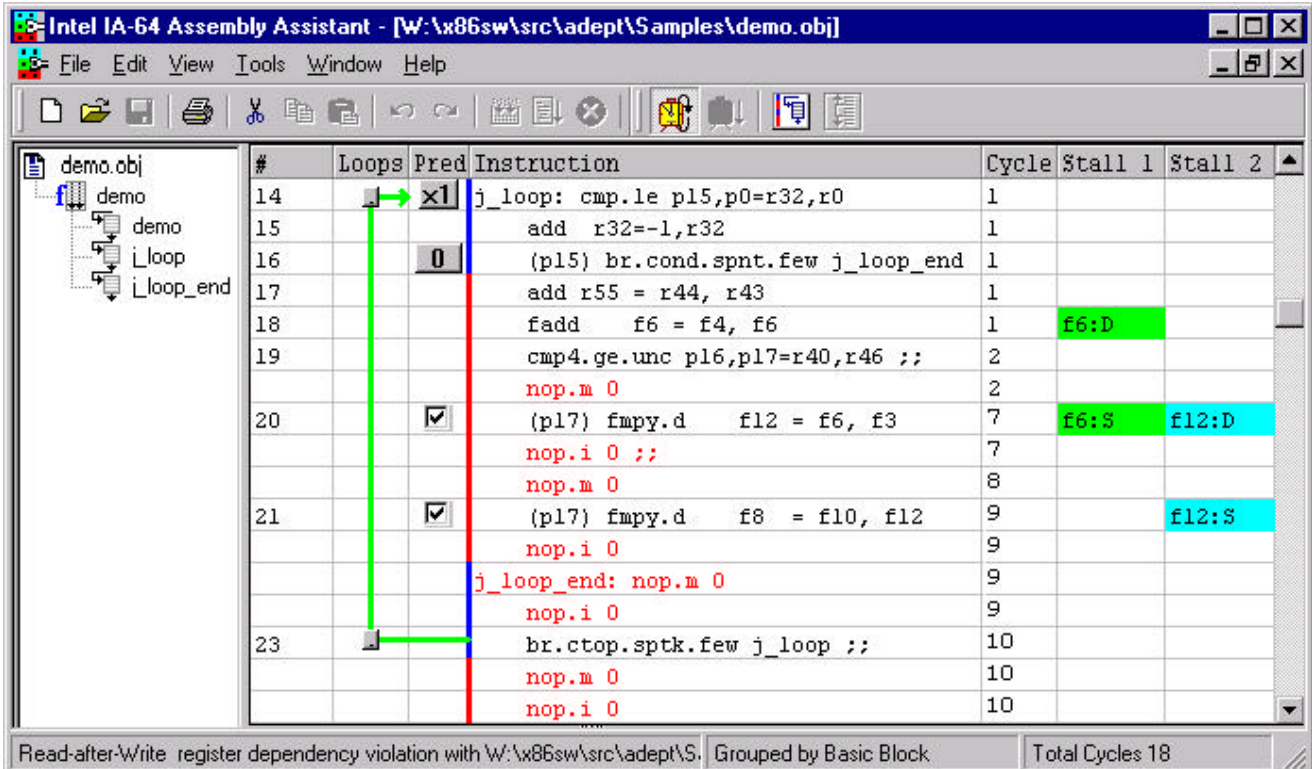 Intel IA-64 Assembly Assistant - [W:\x86sw\src\adept\Samples\demo.obj]
File Edit View Tools Window Help
demo.obj
demo
demo
j_loop
j_loop_end
# Loops Pred Instruction Cycle Stall 1 Stall 2
14 x1 j_loop: cmp.le p15,p0=r32,r0 1
15 add r32=-1,r32 1
16 0 (p15) br.cond.spnt.few j_loop_end 1
17 add r55 = r44, r43 1
18 fadd f6 = f4, f6 1 f6:D
19 cmp4.ge.unc p16,p17=r40,r46 ;; 2
nop.m 0 2
20 (p17) fmpy.d f12 = f6, f3 7 f6:S f12:D
nop.i 0 ;; 7
nop.m 0 8
21 (p17) fmpy.d f8 = f10, f12 9 f12:S
nop.i 0 9
j_loop_end: nop.m 0 9
nop.i 0 9
23 br.ctop.sptk.few j_loop ;; 10
nop.m 0 10
nop.i 0 10
Read-after-Write register dependency violation with W:\x86sw\src\adept\S. Grouped by Basic Block Total Cycles 18